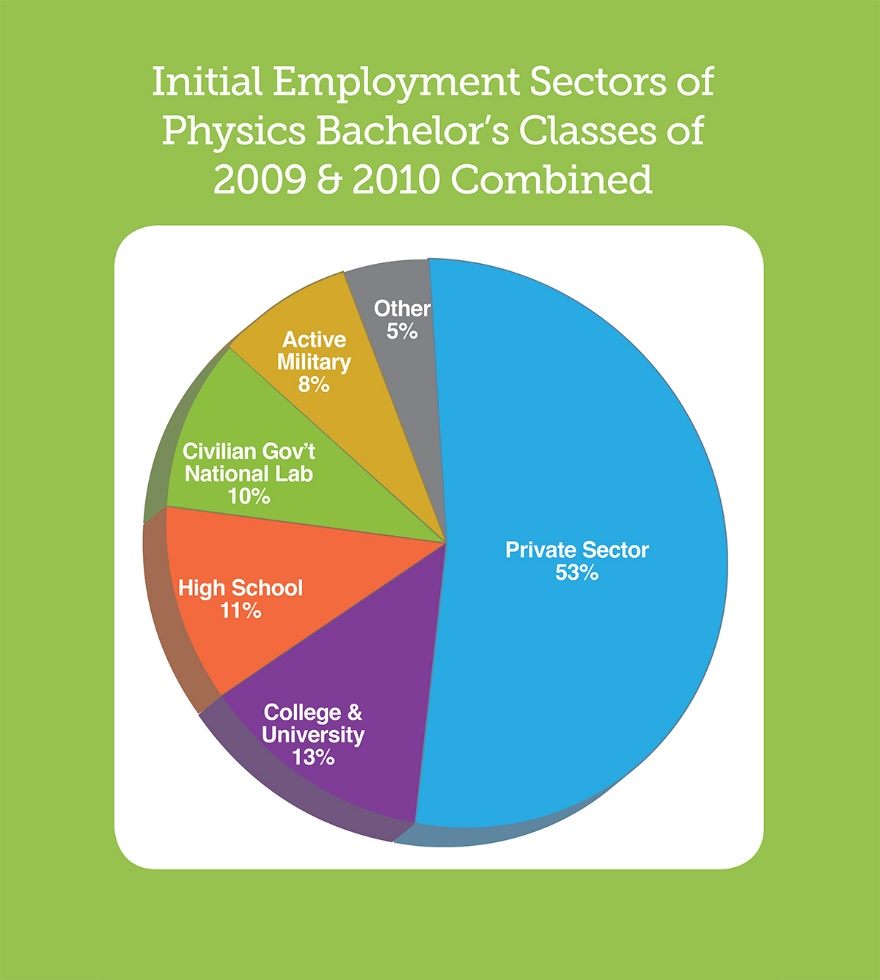 Initial Employment Sectors of
Physics Bachelor’s Classes of
2009 & 2010 Combined
Other
5%
Active
Military
8%
Civilian Gov’t
National Lab
10%
Private Sector
53%
High School
11%
College &
University
13%